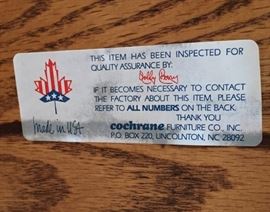 THIS ITEM HAS BEEN INSPECTED FOR
QUALITY ASSURANCE BY:
IF IT BECOMES NECESSARY TO CONTACT
THE FACTORY ABOUT THIS ITEM, PLEASE
REFER TO ALL NUMBERS ON THE BACK.
THANK YOU
made in USA
cochrane FURNITURE CO., INC.
P.O. BOX 220, LINCOLNTON, NC 28092